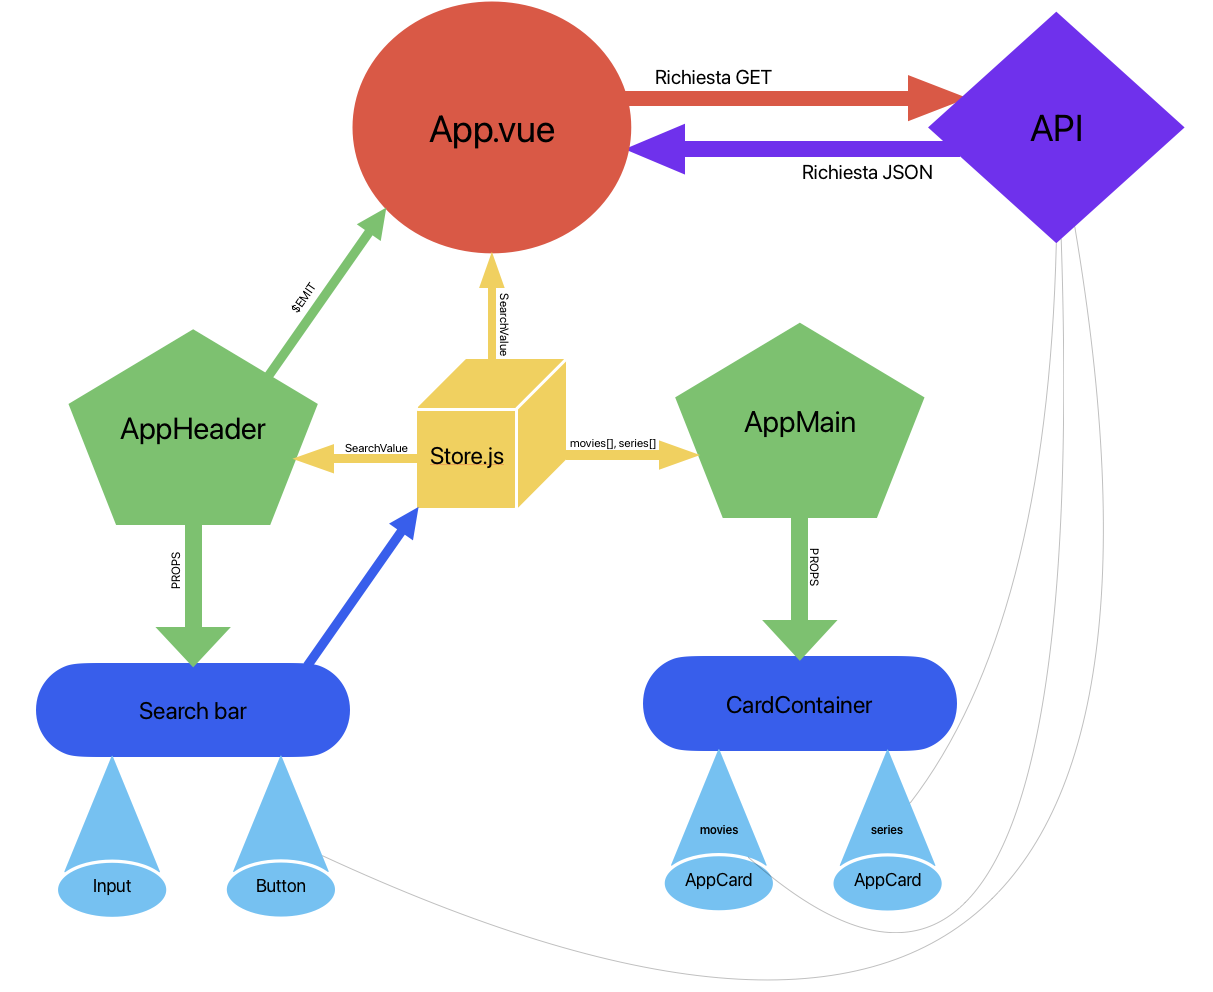 Richiesta GET
App.vue
API
Richiesta JSON
$EMIT
SearchValue
AppHeader
AppMain
SearchValue
movies[], series[]
Store.js
PROPS
PROPS
Search bar
CardContainer
movies
series
Input
Button
AppCard
AppCard